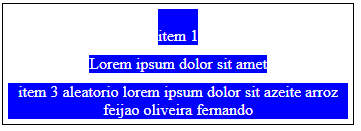 item 1
Lorem ipsum dolor sit amet
item 3 aleatorio lorem ipsum dolor sit azeite arroz
feijao oliveira fernando